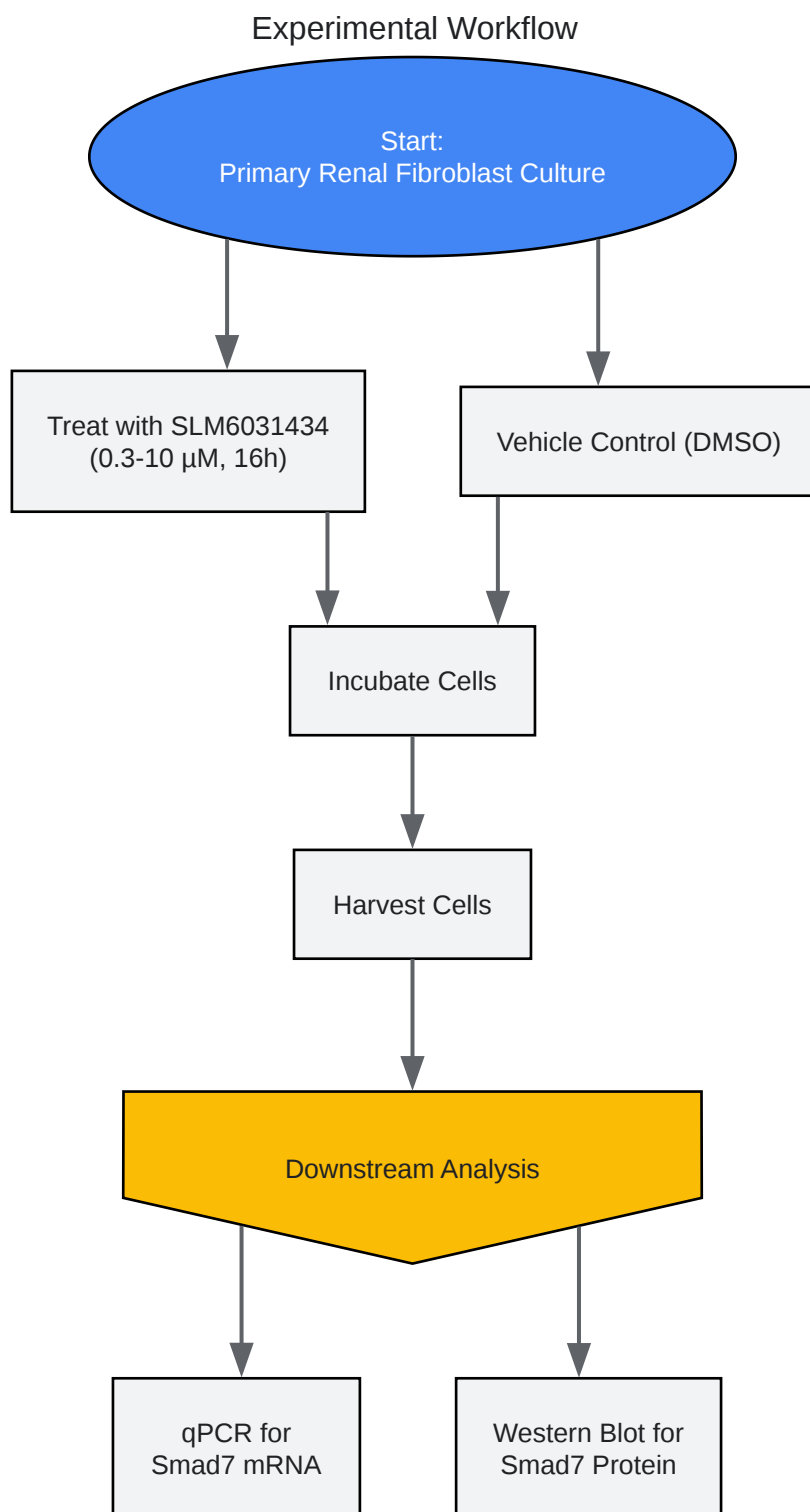 Experimental Workflow
Start:
Primary Renal Fibroblast Culture
Treat with SLM6031434
(0.3-10 µM, 16h)
Vehicle Control (DMSO)
Incubate Cells
Harvest Cells
Downstream Analysis
qPCR for
Smad7 mRNA
Western Blot for
Smad7 Protein